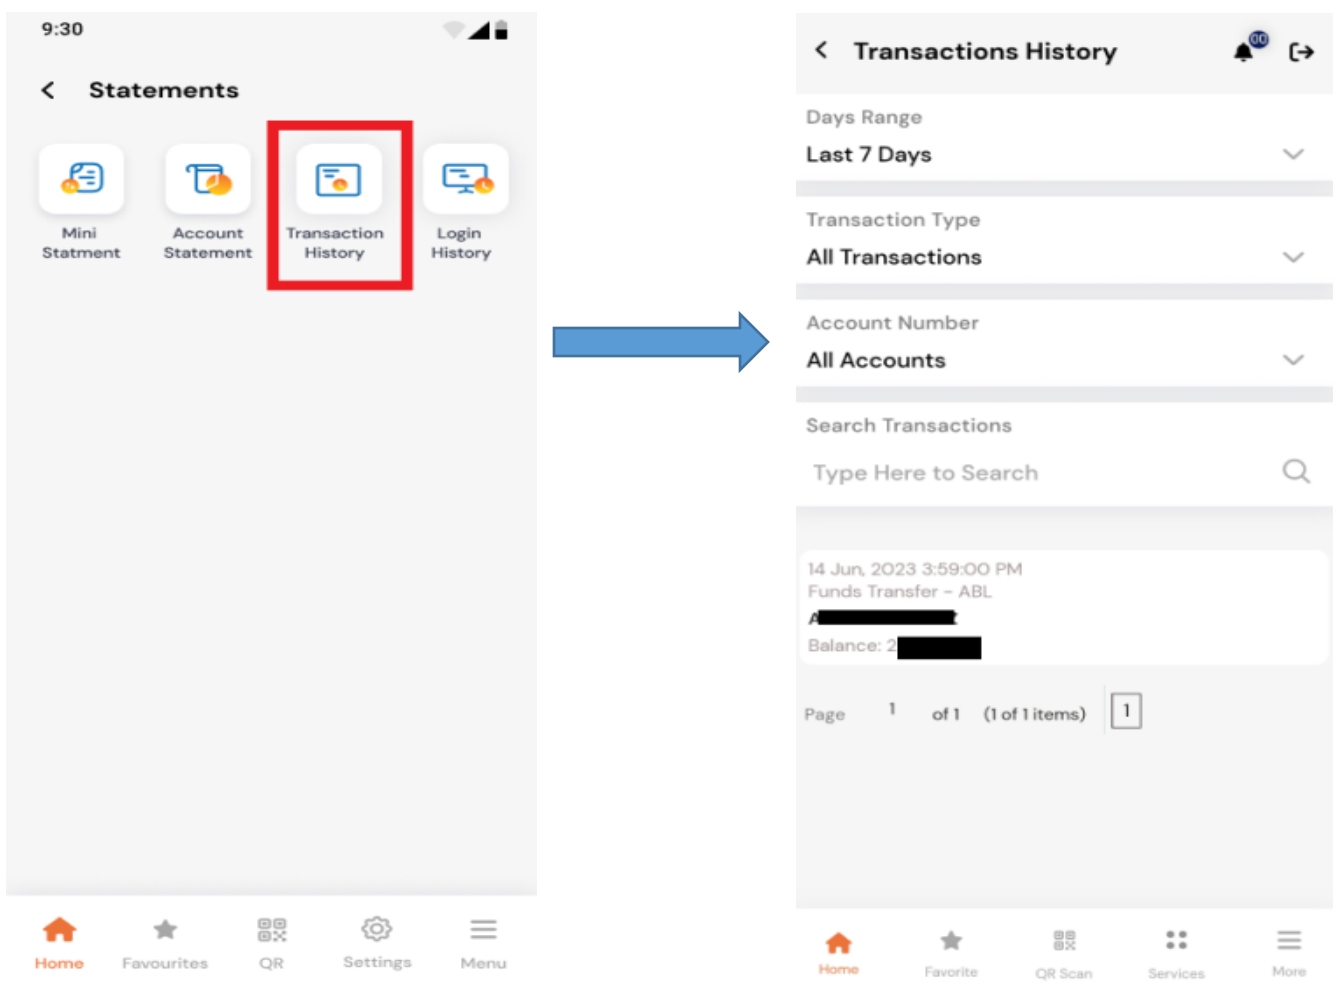 9:30
Statements
Mini
Statment
Account
Statement
Transaction
History
Login
History
Home
Favourites
QR
Settings
Menu
Transactions History
00
Days Range
Last 7 Days
Transaction Type
All Transactions
Account Number
All Accounts
Search Transactions
Type Here to Search
14 Jun, 2023 3:59:00 PM
Funds Transfer - ABL
Balance: 2
Page 1 of 1 (1 of 1 items) 1
Home
Favorite
QR Scan
Services
More